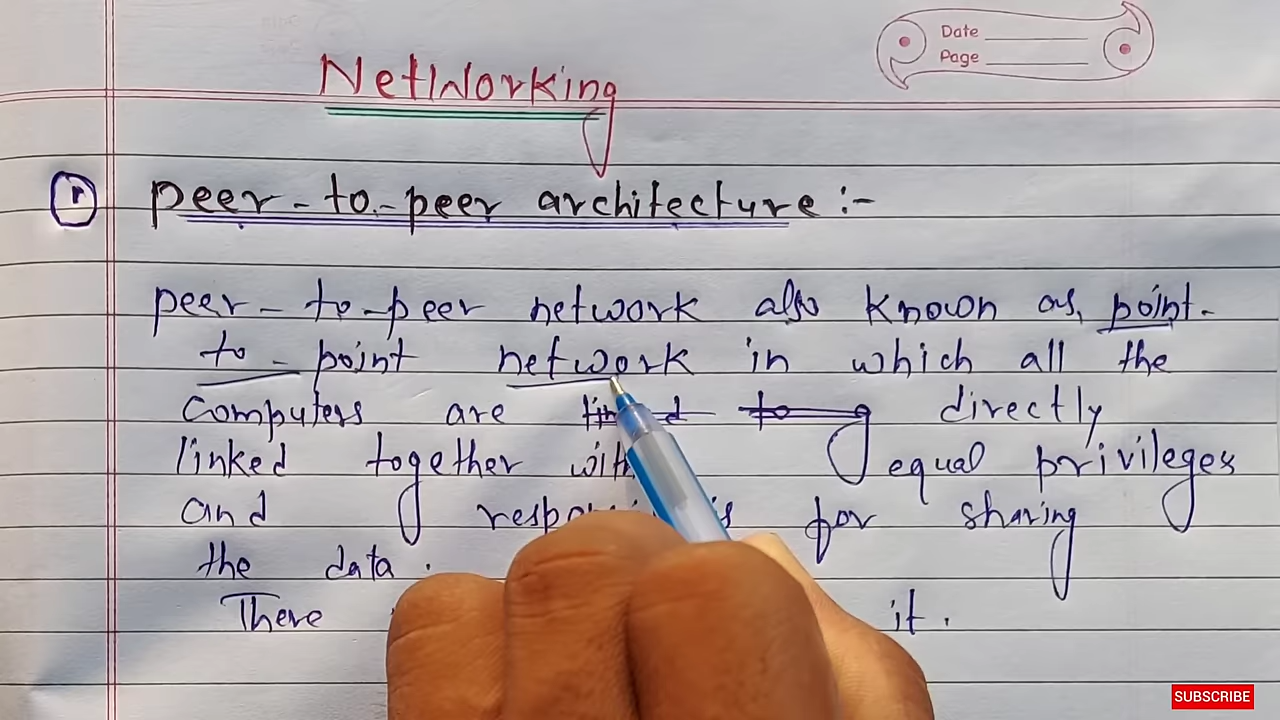 Date
Page
Networking
peer-to-peer architecture:-
peer-to-peer network also known as, point-
to-point network in which all the
computers are directly
linked together equal privileges
and for sharing
the data.
There it.
SUBSCRIBE